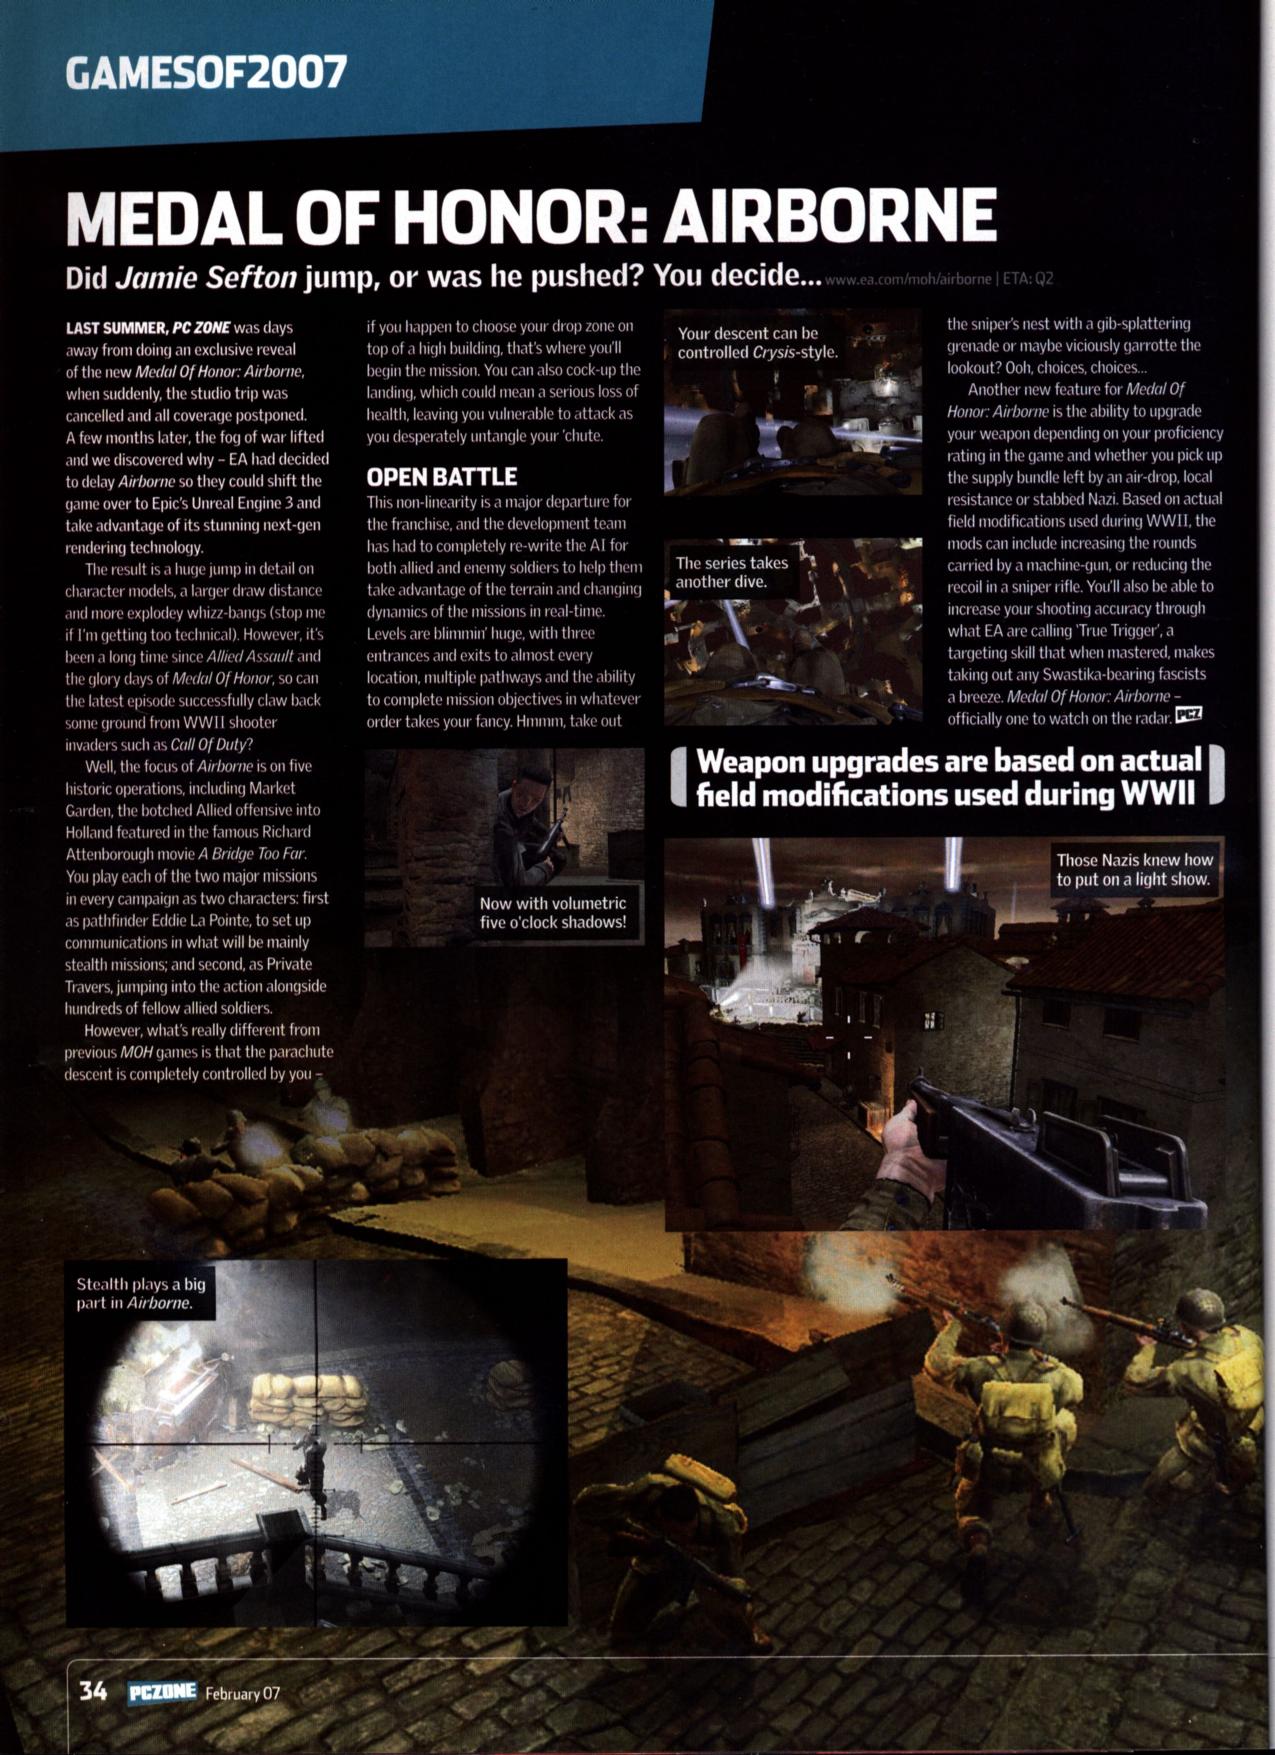 GAMESOF2007
MEDAL OF HONOR: AIRBORNE
Did Jamie Sefton jump, or was he pushed? You decide... www.ea.com/moh/airborne | ETA: Q2
LAST SUMMER, PC ZONE was days
away from doing an exclusive reveal
of the new Medal Of Honor: Airborne,
when suddenly, the studio trip was
cancelled and all coverage postponed.
A few months later, the fog of war lifted
and we discovered why – EA had decided
to delay Airborne so they could shift the
game over to Epic's Unreal Engine 3 and
take advantage of its stunning next-gen
rendering technology.
The result is a huge jump in detail on
character models, a larger draw distance
and more explodey whizz-bangs (stop me
if I'm getting too technical). However, it's
been a long time since Allied Assault and
the glory days of Medal Of Honor, so can
the latest episode successfully claw back
some ground from WWII shooter
invaders such as Call Of Duty?
Well, the focus of Airborne is on five
historic operations, including Market
Garden, the botched Allied offensive into
Holland featured in the famous Richard
Attenborough movie A Bridge Too Far.
You play each of the two major missions
in every campaign as two characters: first
as pathfinder Eddie La Pointe, to set up
communications in what will be mainly
stealth missions; and second, as Private
Travers, jumping into the action alongside
hundreds of fellow allied soldiers.
However, what's really different from
previous MOH games is that the parachute
descent is completely controlled by you –
if you happen to choose your drop zone on
top of a high building, that's where you'll
begin the mission. You can also cock-up the
landing, which could mean a serious loss of
health, leaving you vulnerable to attack as
you desperately untangle your 'chute.
OPEN BATTLE
This non-linearity is a major departure for
the franchise, and the development team
has had to completely re-write the AI for
both allied and enemy soldiers to help them
take advantage of the terrain and changing
dynamics of the missions in real-time.
Levels are blimmin' huge, with three
entrances and exits to almost every
location, multiple pathways and the ability
to complete mission objectives in whatever
order takes your fancy. Hmmm, take out
the sniper's nest with a gib-splattering
grenade or maybe viciously garrotte the
lookout? Ooh, choices, choices...
Another new feature for Medal Of
Honor: Airborne is the ability to upgrade
your weapon depending on your proficiency
rating in the game and whether you pick up
the supply bundle left by an air-drop, local
resistance or stabbed Nazi. Based on actual
field modifications used during WWII, the
mods can include increasing the rounds
carried by a machine-gun, or reducing the
recoil in a sniper rifle. You'll also be able to
increase your shooting accuracy through
what EA are calling 'True Trigger', a
targeting skill that when mastered, makes
taking out any Swastika-bearing fascists
a breeze. Medal Of Honor: Airborne –
officially one to watch on the radar. PCZ
Your descent can be
controlled Crysis-style.
The series takes
another dive.
Now with volumetric
five o'clock shadows!
Weapon upgrades are based on actual
field modifications used during WWII
Those Nazis knew how
to put on a light show.
Stealth plays a big
part in Airborne.
34 PCZONE February 07